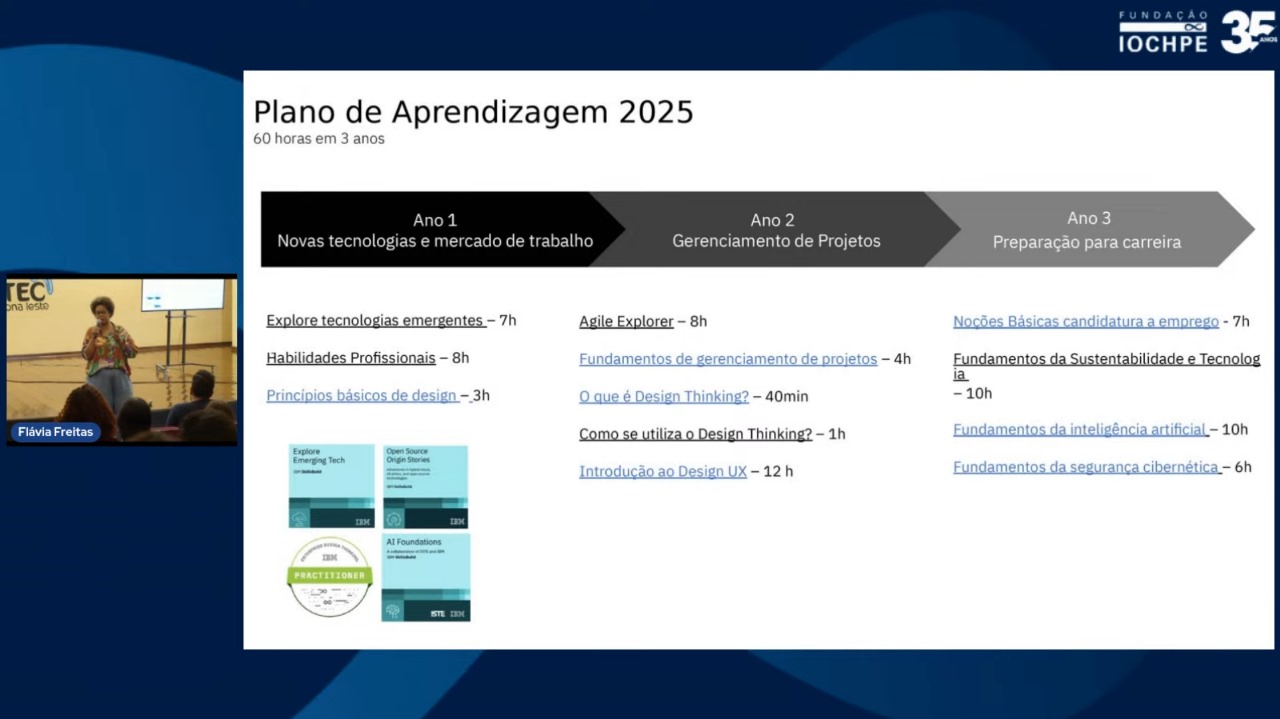 FUNDAÇÃO
IOCHPE
35
ANOS
Plano de Aprendizagem 2025
60 horas em 3 anos
Ano 1
Novas tecnologias e mercado de trabalho
Ano 2
Gerenciamento de Projetos
Ano 3
Preparação para carreira
Explore tecnologias emergentes – 7h
Habilidades Profissionais – 8h
Princípios básicos de design – 3h
Agile Explorer – 8h
Fundamentos de gerenciamento de projetos – 4h
O que é Design Thinking? – 40min
Como se utiliza o Design Thinking? – 1h
Introdução ao Design UX – 12 h
Noções Básicas candidatura a emprego - 7h
Fundamentos da Sustentabilidade e Tecnolog
ia
– 10h
Fundamentos da inteligência artificial – 10h
Fundamentos da segurança cibernética – 6h
Explore
Emerging Tech
IBM SkillsBuild
IBM
Open Source
Origin Stories
IBM SkillsBuild
IBM
ENTERPRISE DESIGN THINKING
IBM
PRACTITIONER
AI Foundations
A collaboration of ISTE and IBM
IBM SkillsBuild
ISTE IBM
TEC
ona leste
Flávia Freitas